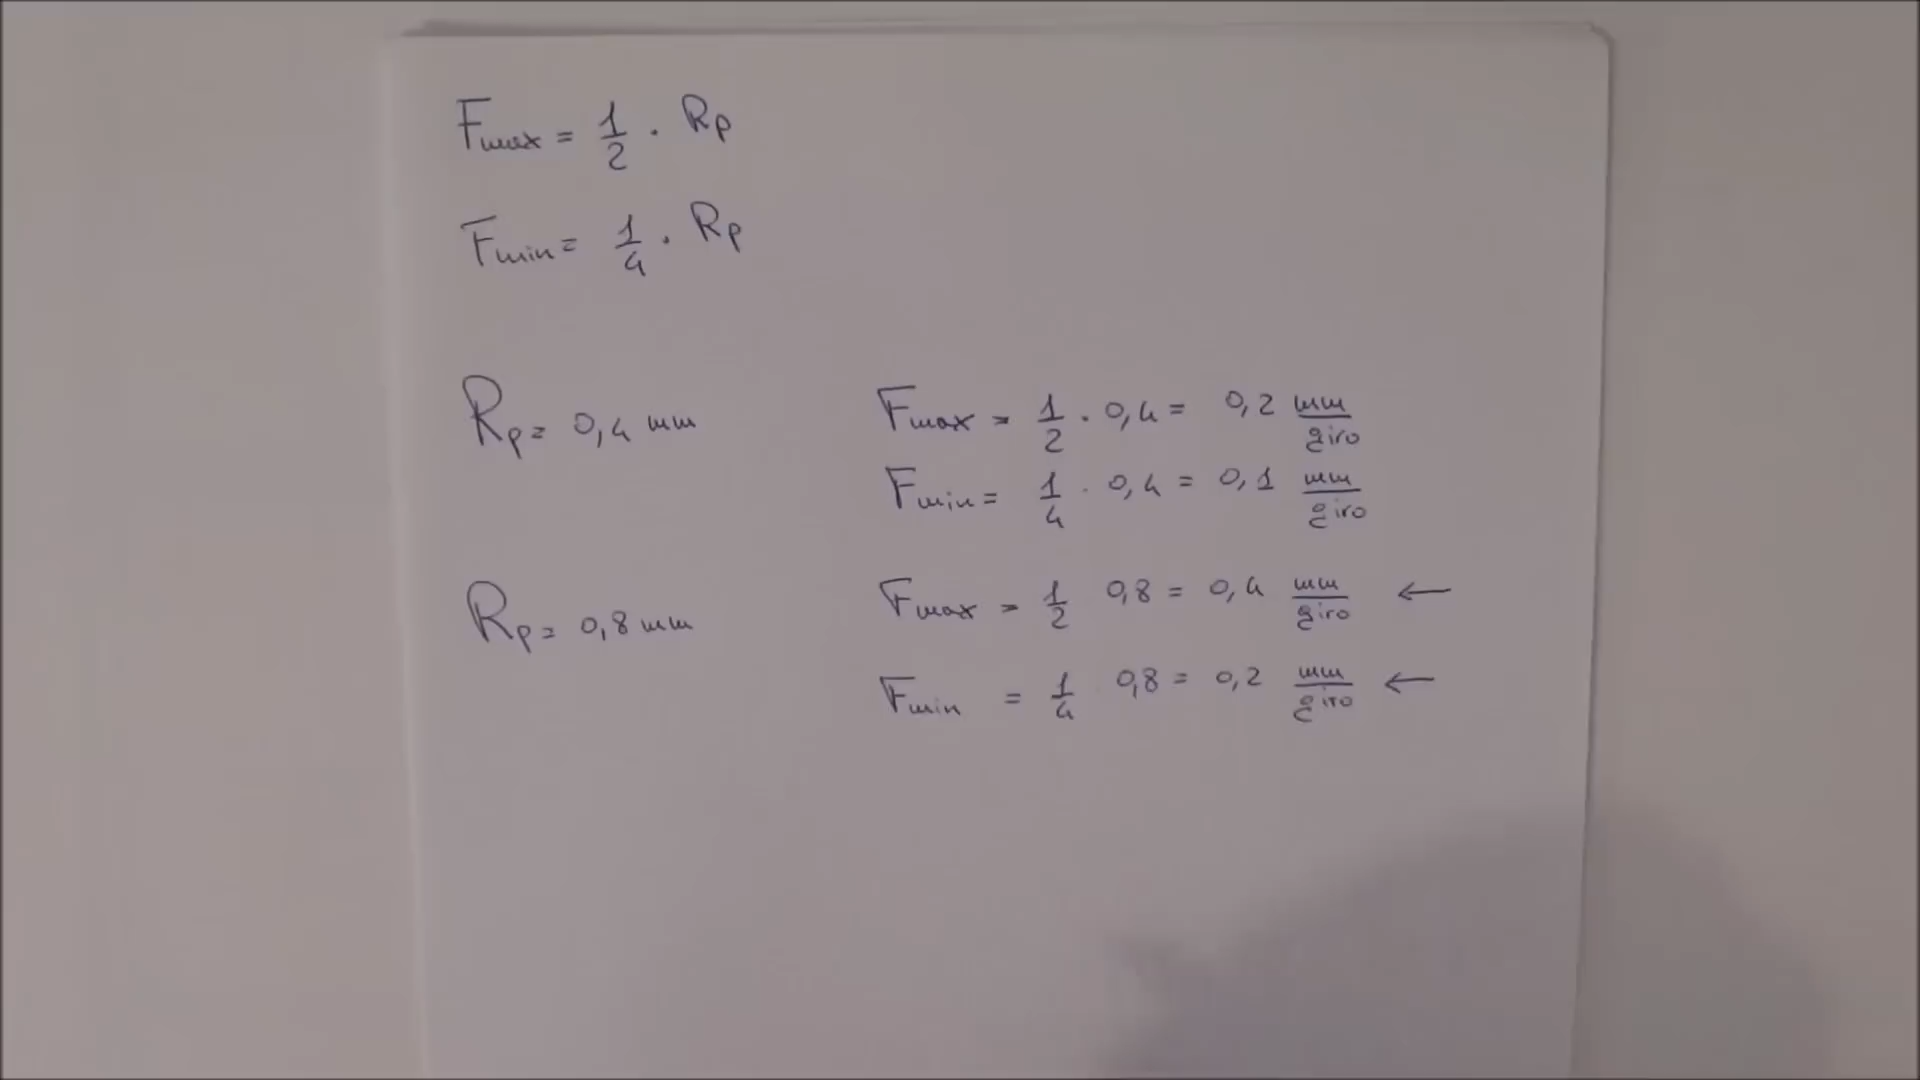 Fmax = 1/2 · Rp
Fmin = 1/4 · Rp
Rp = 0,4 mm
Fmax = 1/2 · 0,4 = 0,2 mm/giro
Fmin = 1/4 · 0,4 = 0,1 mm/giro
Rp = 0,8 mm
Fmax = 1/2 0,8 = 0,4 mm/giro ←
Fmin = 1/4 0,8 = 0,2 mm/giro ←